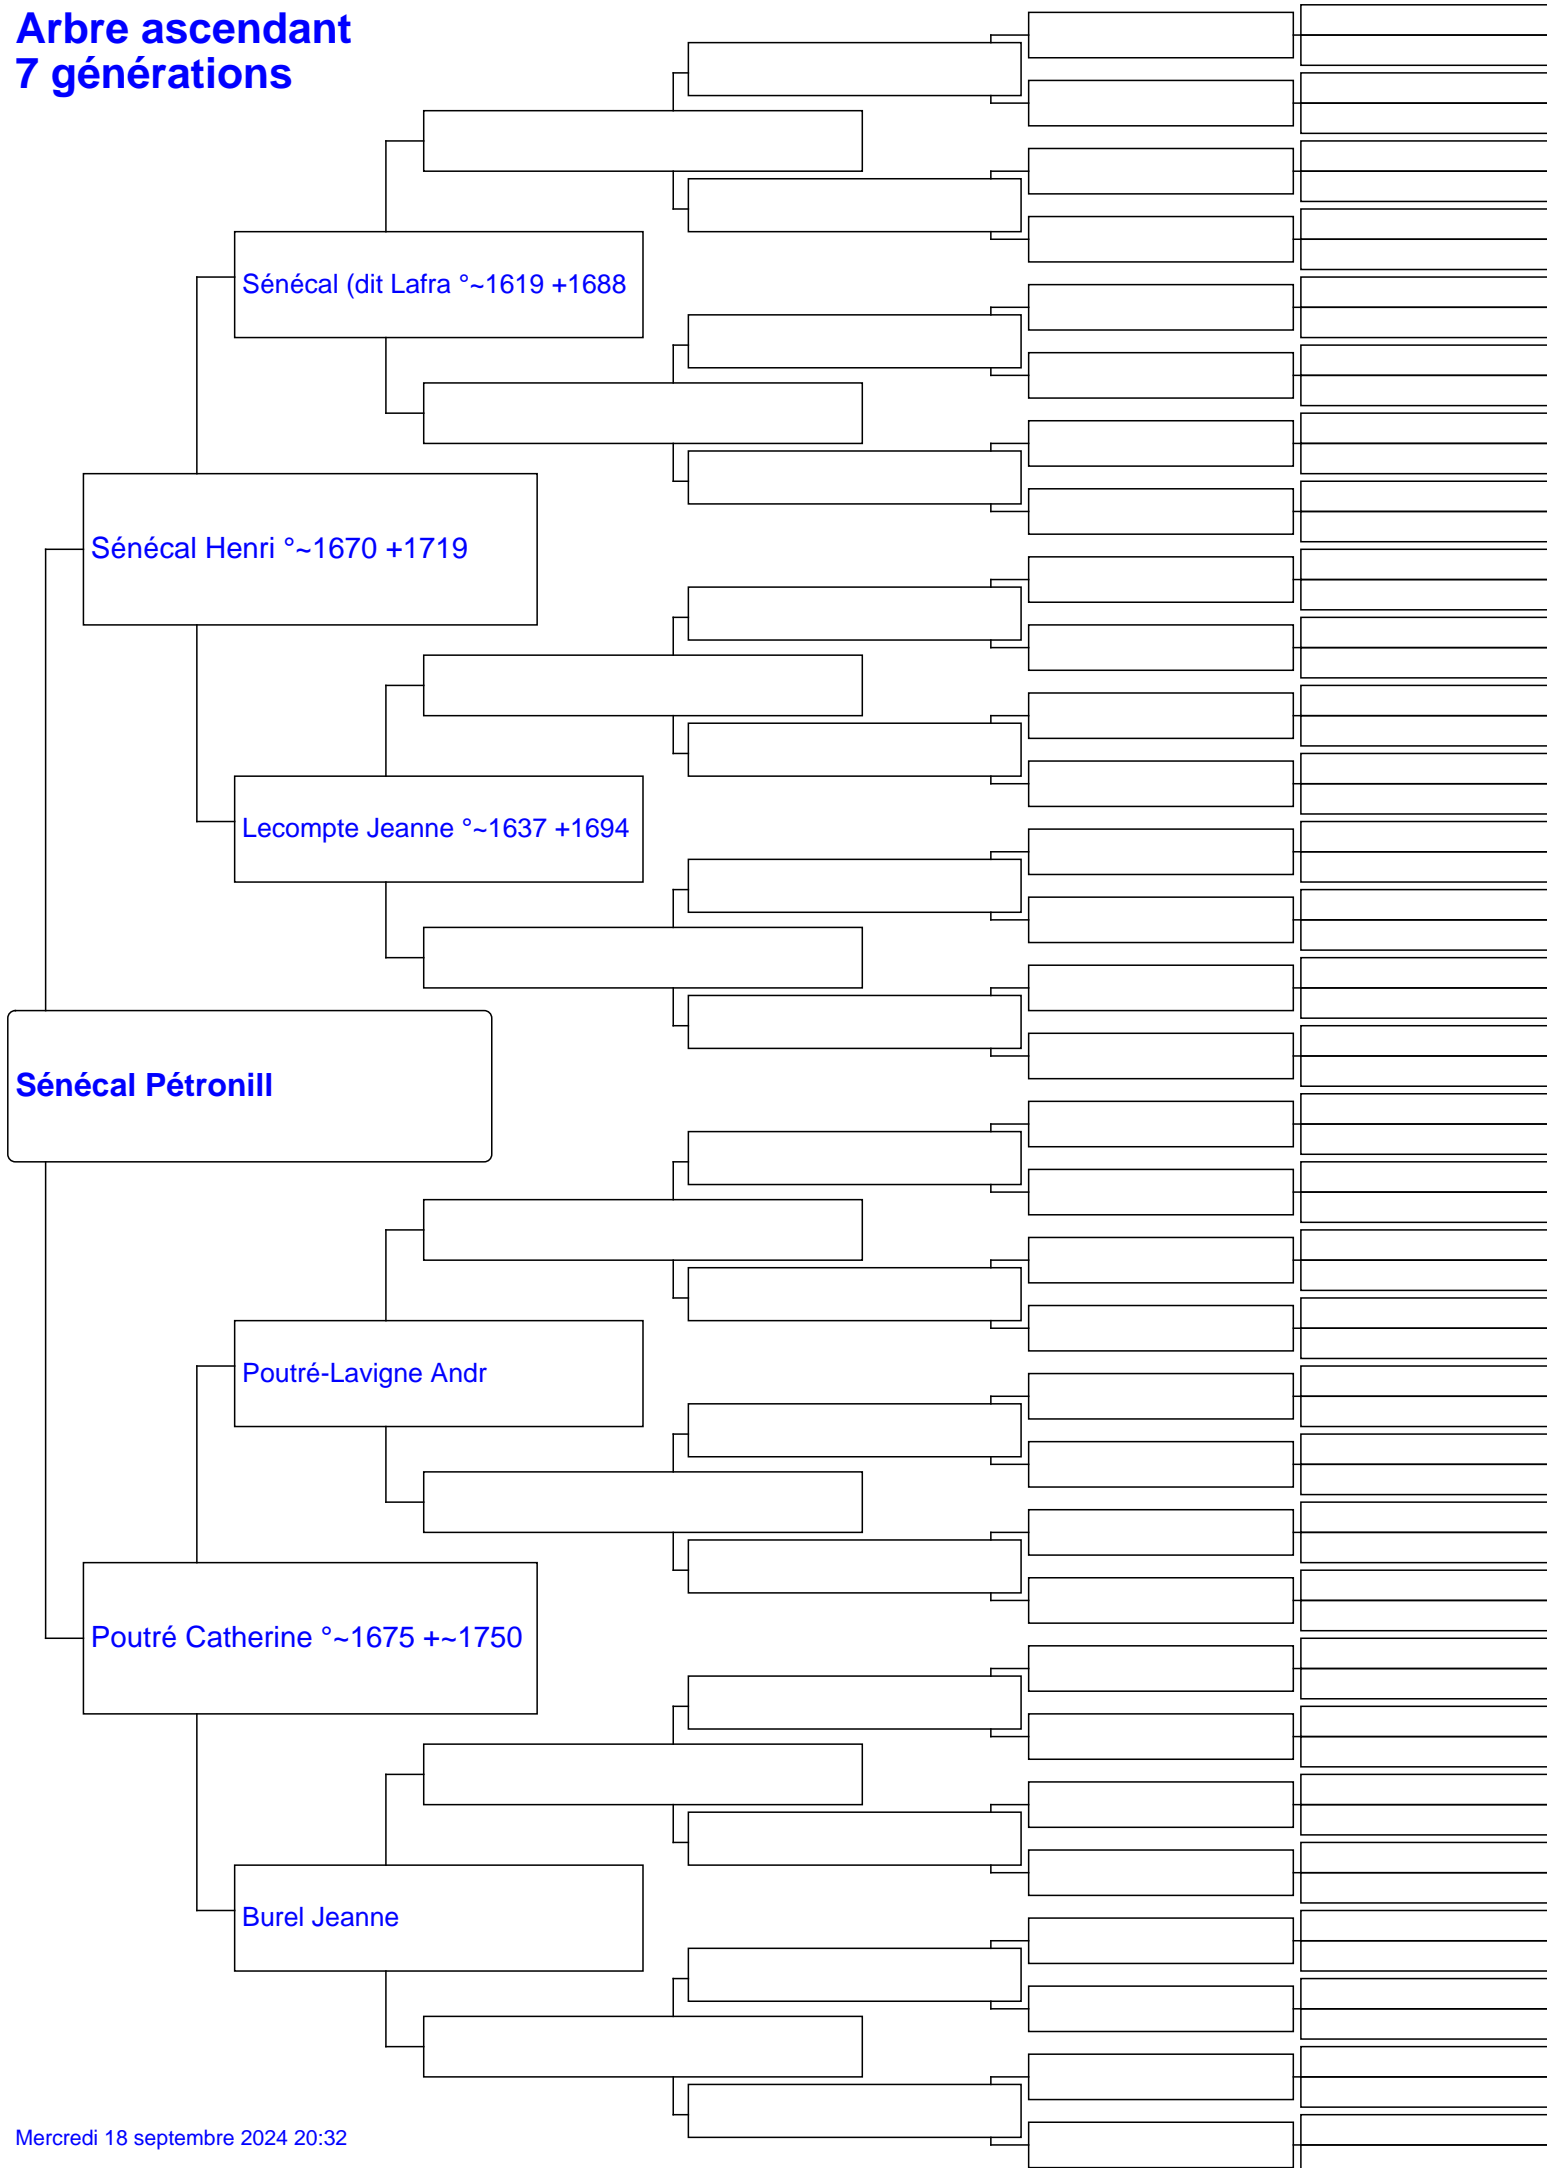 Arbre ascendant
7 générations
Sénécal (dit Lafra °~1619 +1688
Sénécal Henri °~1670 +1719
Lecompte Jeanne °~1637 +1694
Sénécal Pétronill
Poutré-Lavigne Andr
Poutré Catherine °~1675 +~1750
Burel Jeanne
Mercredi 18 septembre 2024 20:32